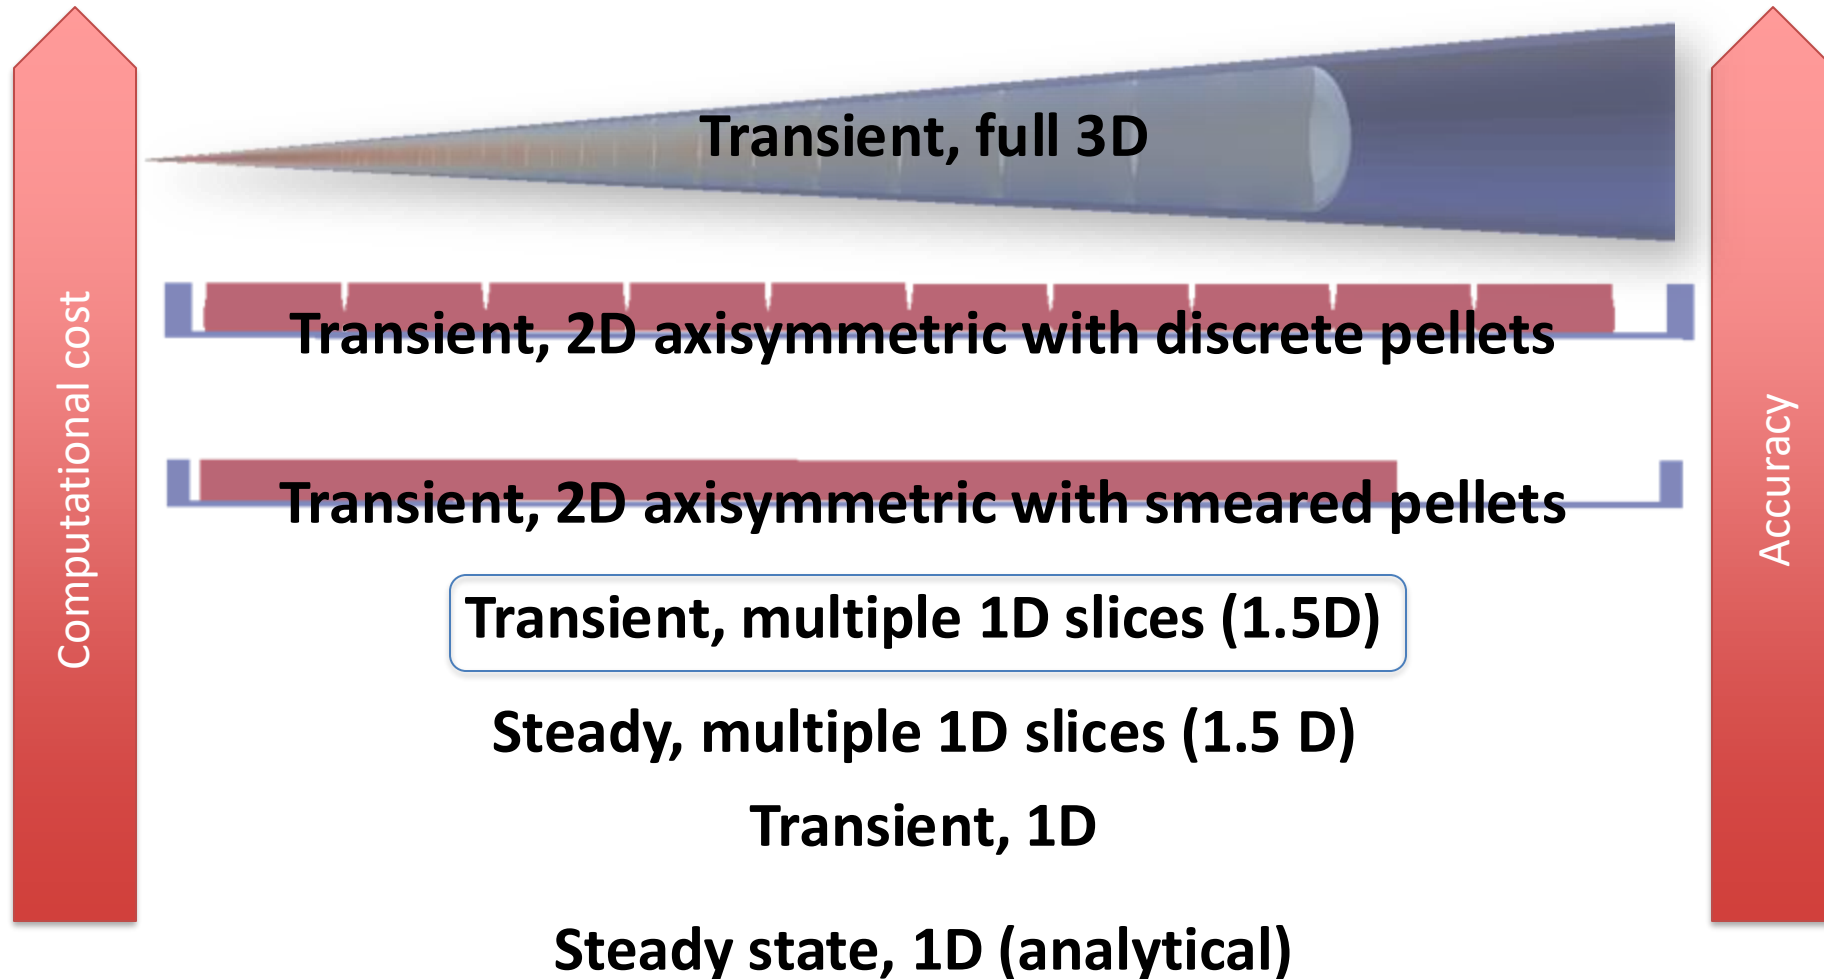 Transient, full 3D
Transient, 2D axisymmetric with discrete pellets
Transient, 2D axisymmetric with smeared pellets
Transient, multiple 1D slices (1.5D)
Steady, multiple 1D slices (1.5 D)
Transient, 1D
Steady state, 1D (analytical)
Computational cost
Accuracy